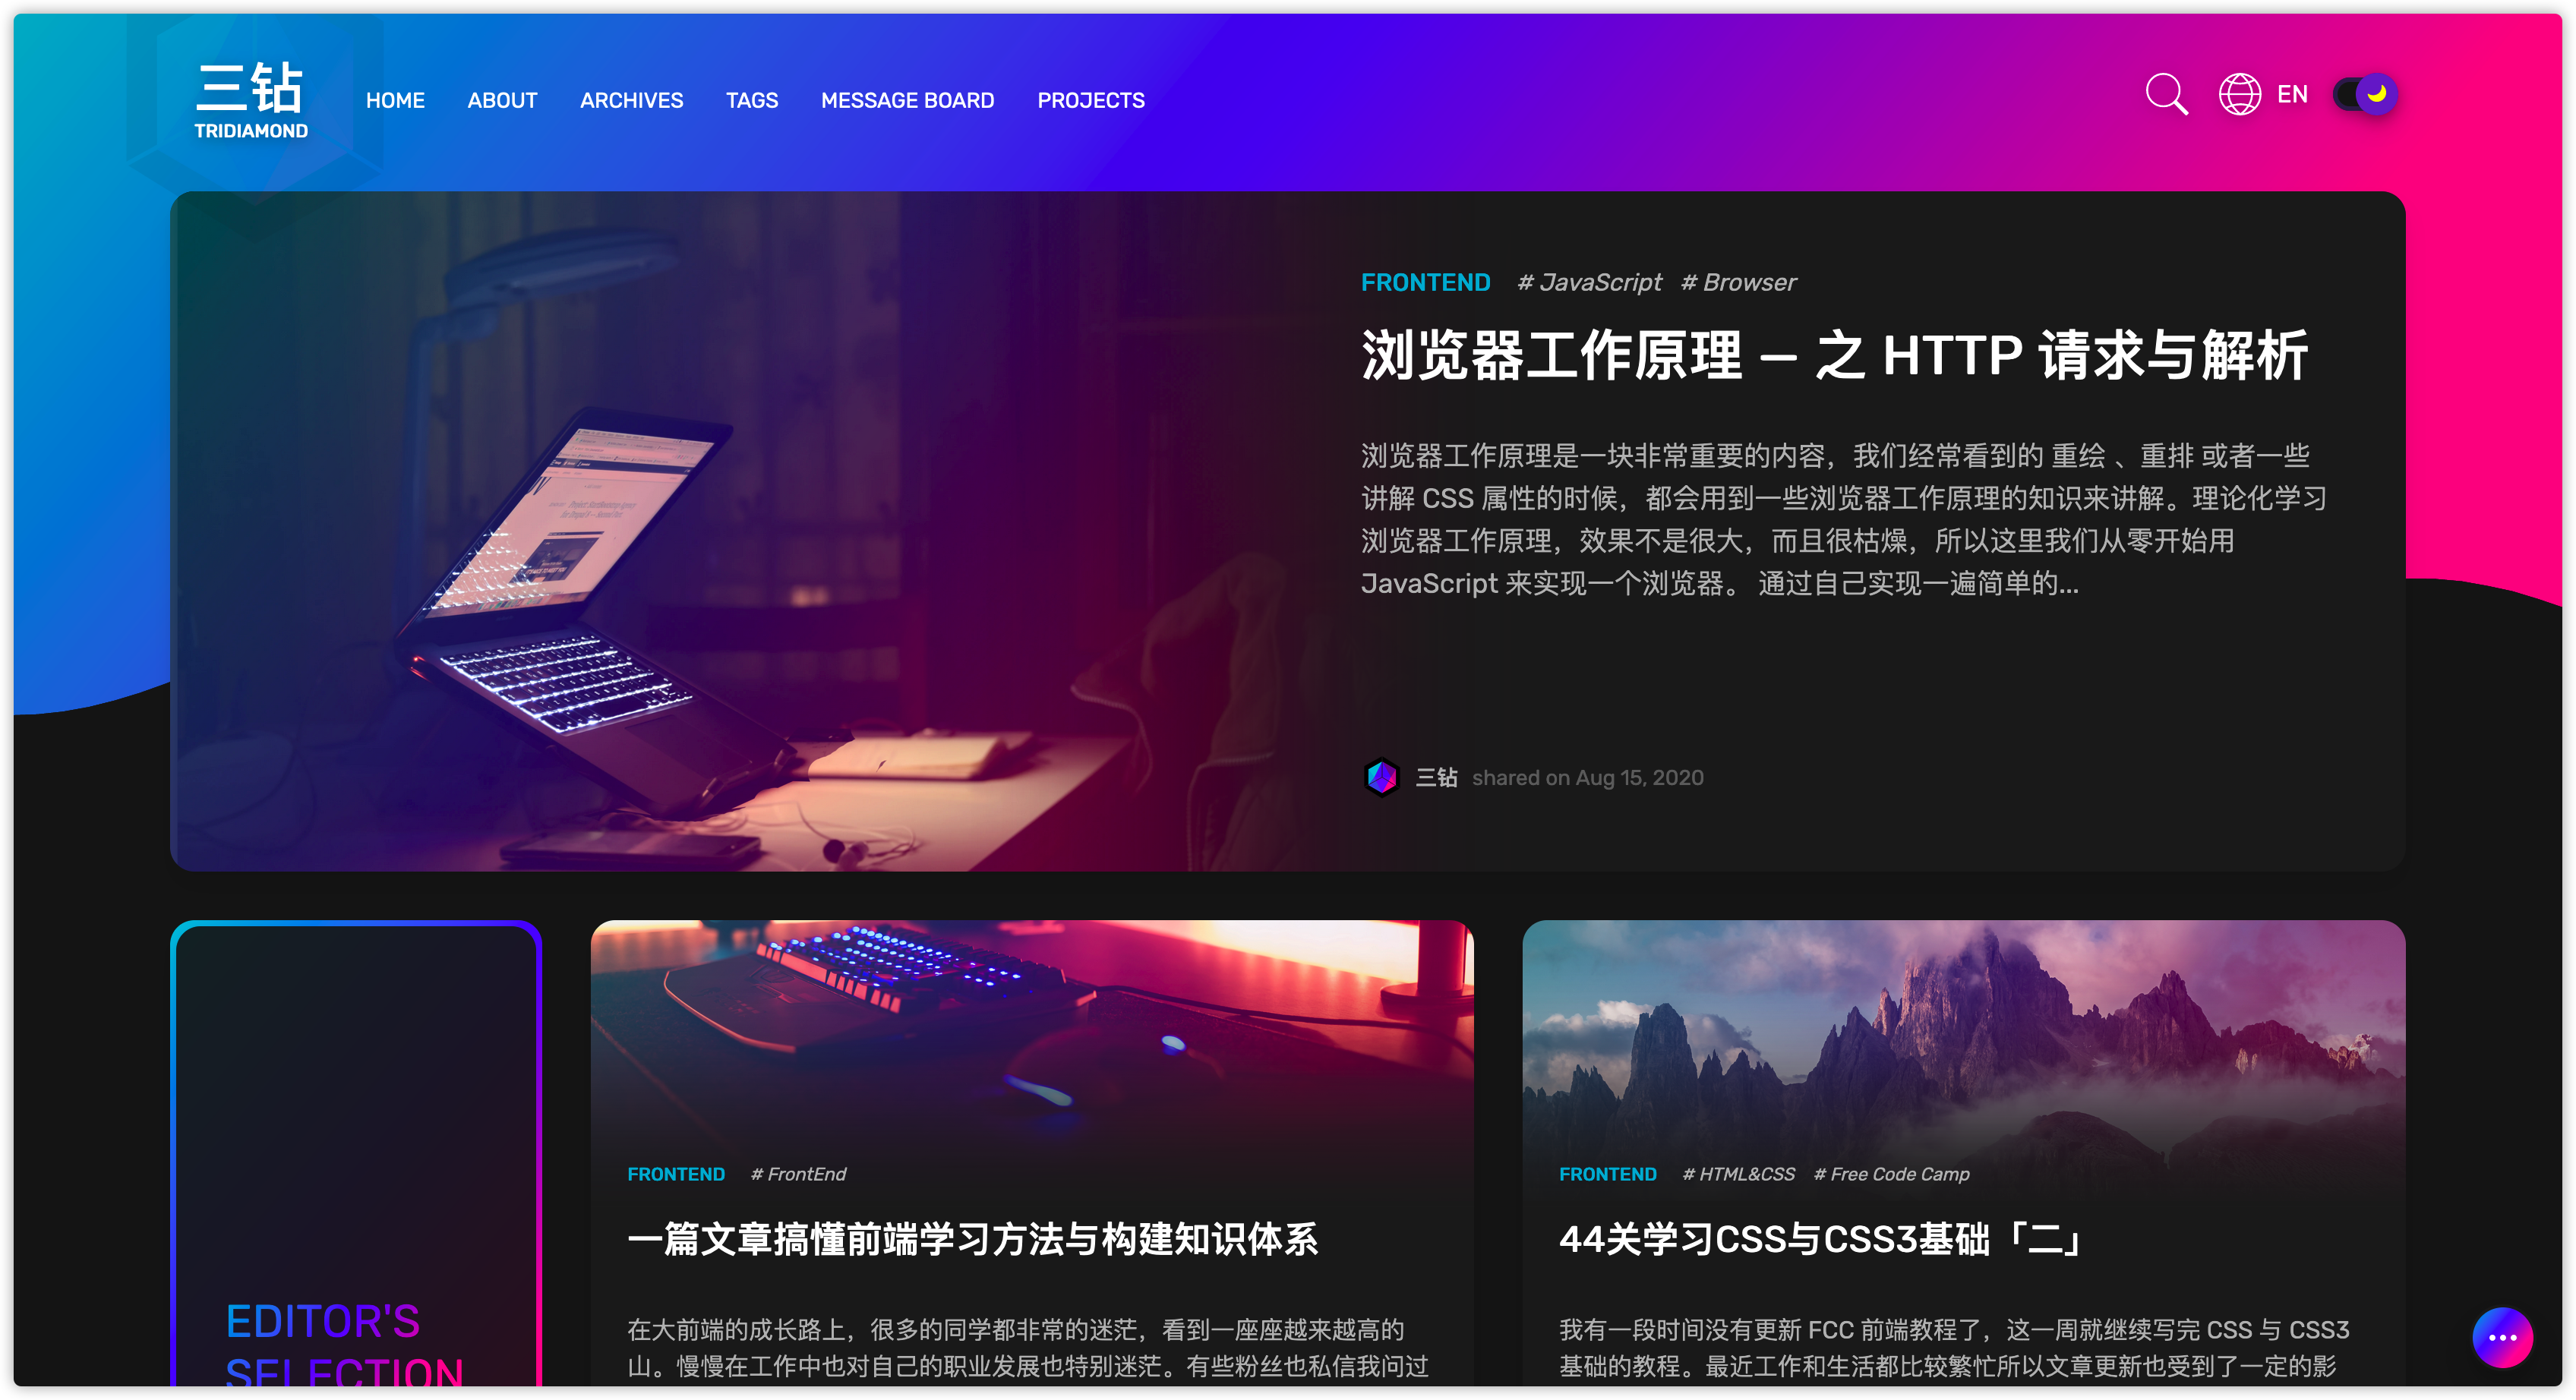 三钻
TRIDIAMOND
HOME ABOUT ARCHIVES TAGS MESSAGE BOARD PROJECTS
EN
FRONTEND # JavaScript # Browser
浏览器工作原理 — 之 HTTP 请求与解析
浏览器工作原理是一块非常重要的内容，我们经常看到的 重绘 、重排 或者一些
讲解 CSS 属性的时候，都会用到一些浏览器工作原理的知识来讲解。理论化学习
浏览器工作原理，效果不是很大，而且很枯燥，所以这里我们从零开始用
JavaScript 来实现一个浏览器。 通过自己实现一遍简单的...
三钻 shared on Aug 15, 2020
EDITOR'S
SELECTION
FRONTEND # FrontEnd
一篇文章搞懂前端学习方法与构建知识体系
在大前端的成长路上，很多的同学都非常的迷茫，看到一座座越来越高的
山。慢慢在工作中也对自己的职业发展也特别迷茫。有些粉丝也私信我问过
FRONTEND # HTML&CSS # Free Code Camp
44关学习CSS与CSS3基础「二」
我有一段时间没有更新 FCC 前端教程了，这一周就继续写完 CSS 与 CSS3
基础的教程。最近工作和生活都比较繁忙所以文章更新也受到了一定的影